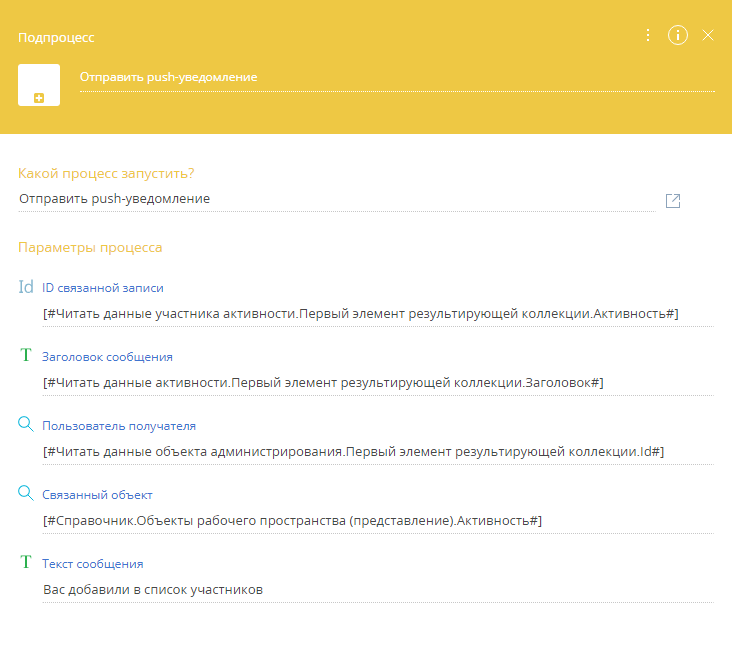 Подпроцесс
Отправить push-уведомление
Какой процесс запустить?
Отправить push-уведомление
Параметры процесса
Id ID связанной записи
[#Читать данные участника активности.Первый элемент результирующей коллекции.Активность#]
T Заголовок сообщения
[#Читать данные активности.Первый элемент результирующей коллекции.Заголовок#]
Пользователь получателя
[#Читать данные объекта администрирования.Первый элемент результирующей коллекции.Id#]
Связанный объект
[#Справочник.Объекты рабочего пространства (представление).Активность#]
T Текст сообщения
Вас добавили в список участников